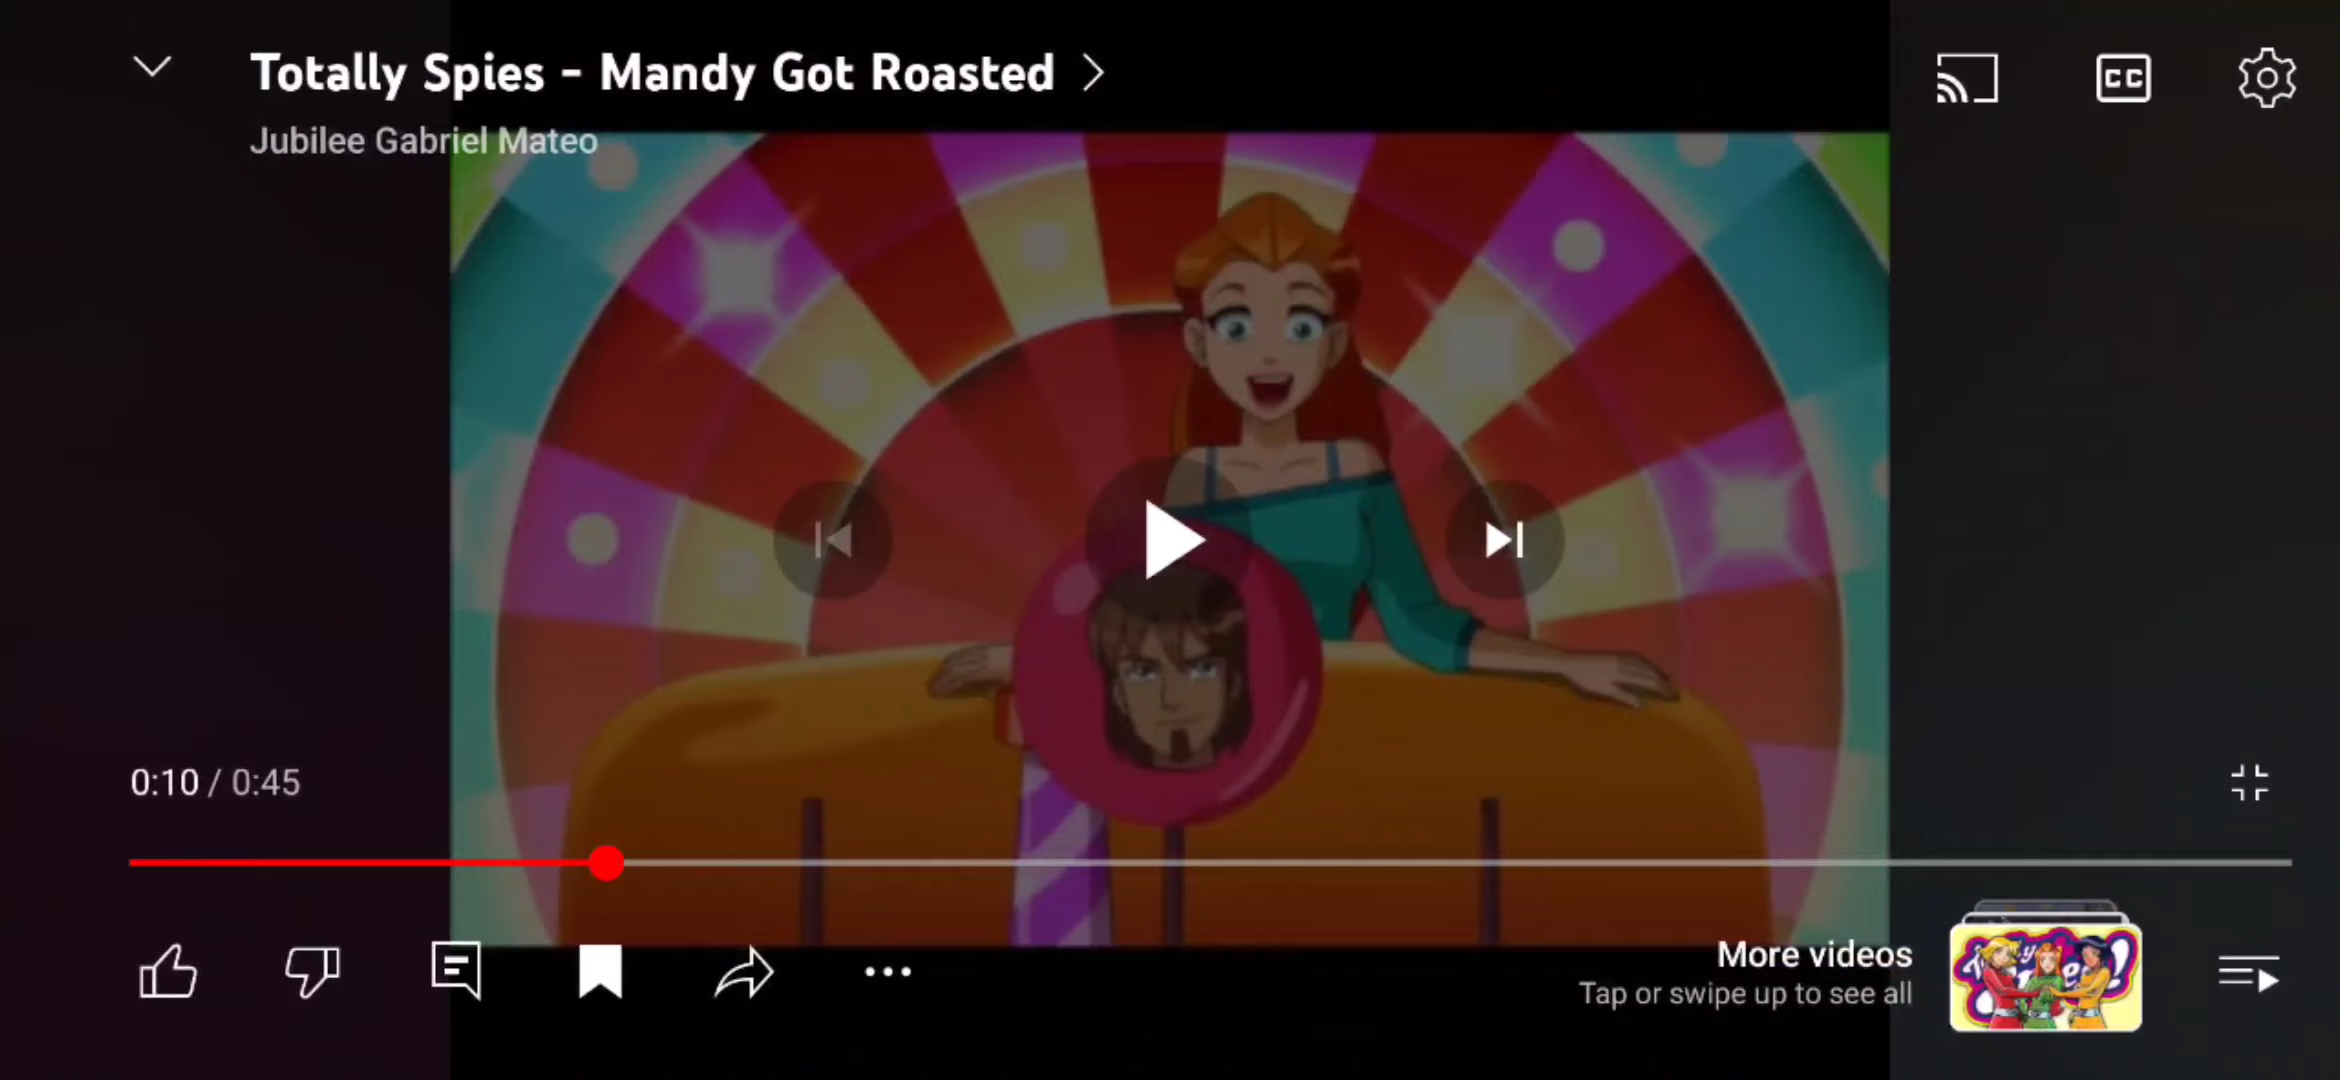 Totally Spies - Mandy Got Roasted
Jubilee Gabriel Mateo
CC
0:10 / 0:45
More videos
Tap or swipe up to see all